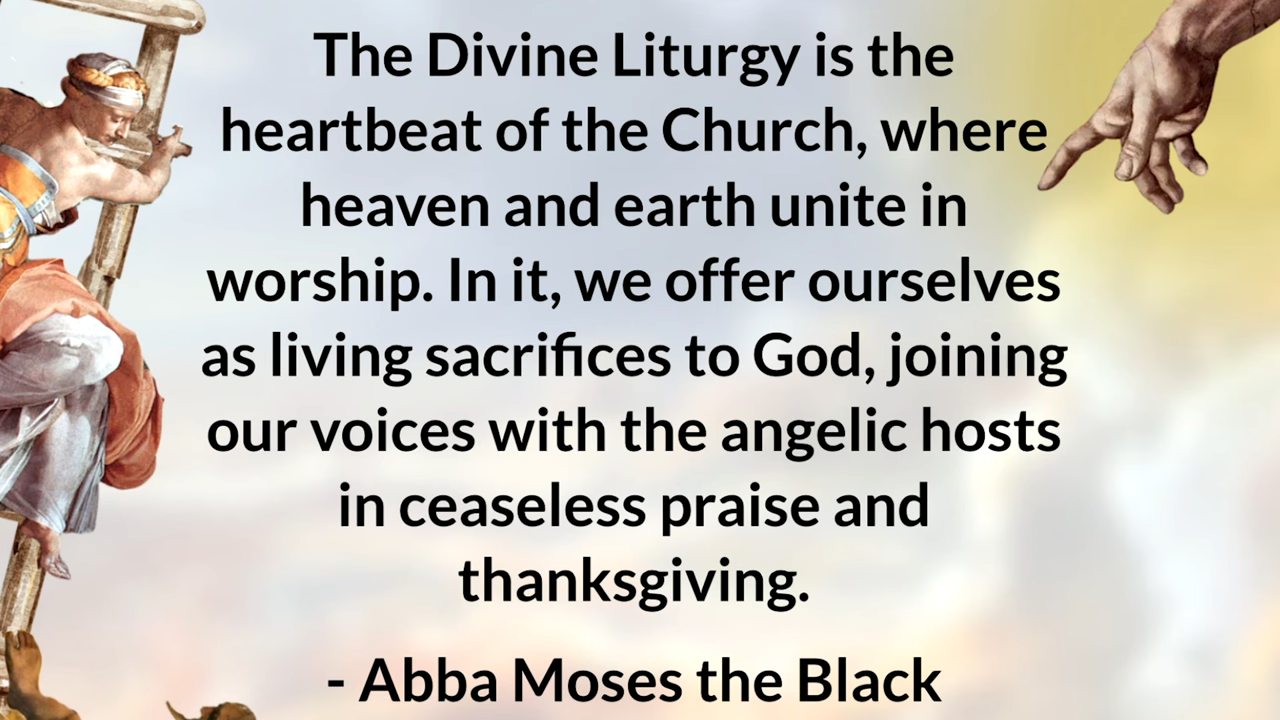 The Divine Liturgy is the
heartbeat of the Church, where
heaven and earth unite in
worship. In it, we offer ourselves
as living sacrifices to God, joining
our voices with the angelic hosts
in ceaseless praise and
thanksgiving.
- Abba Moses the Black